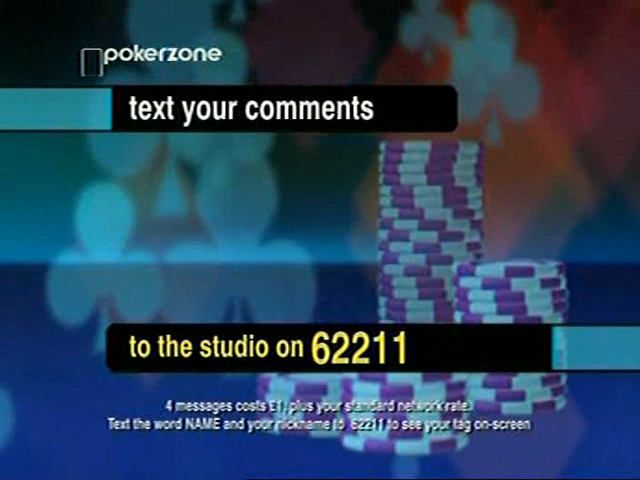 pokerzone
text your comments
to the studio on 62211
4 messages costs £1, plus your standard network rate.
Text the word NAME and your nickname to 62211 to see your tag on-screen